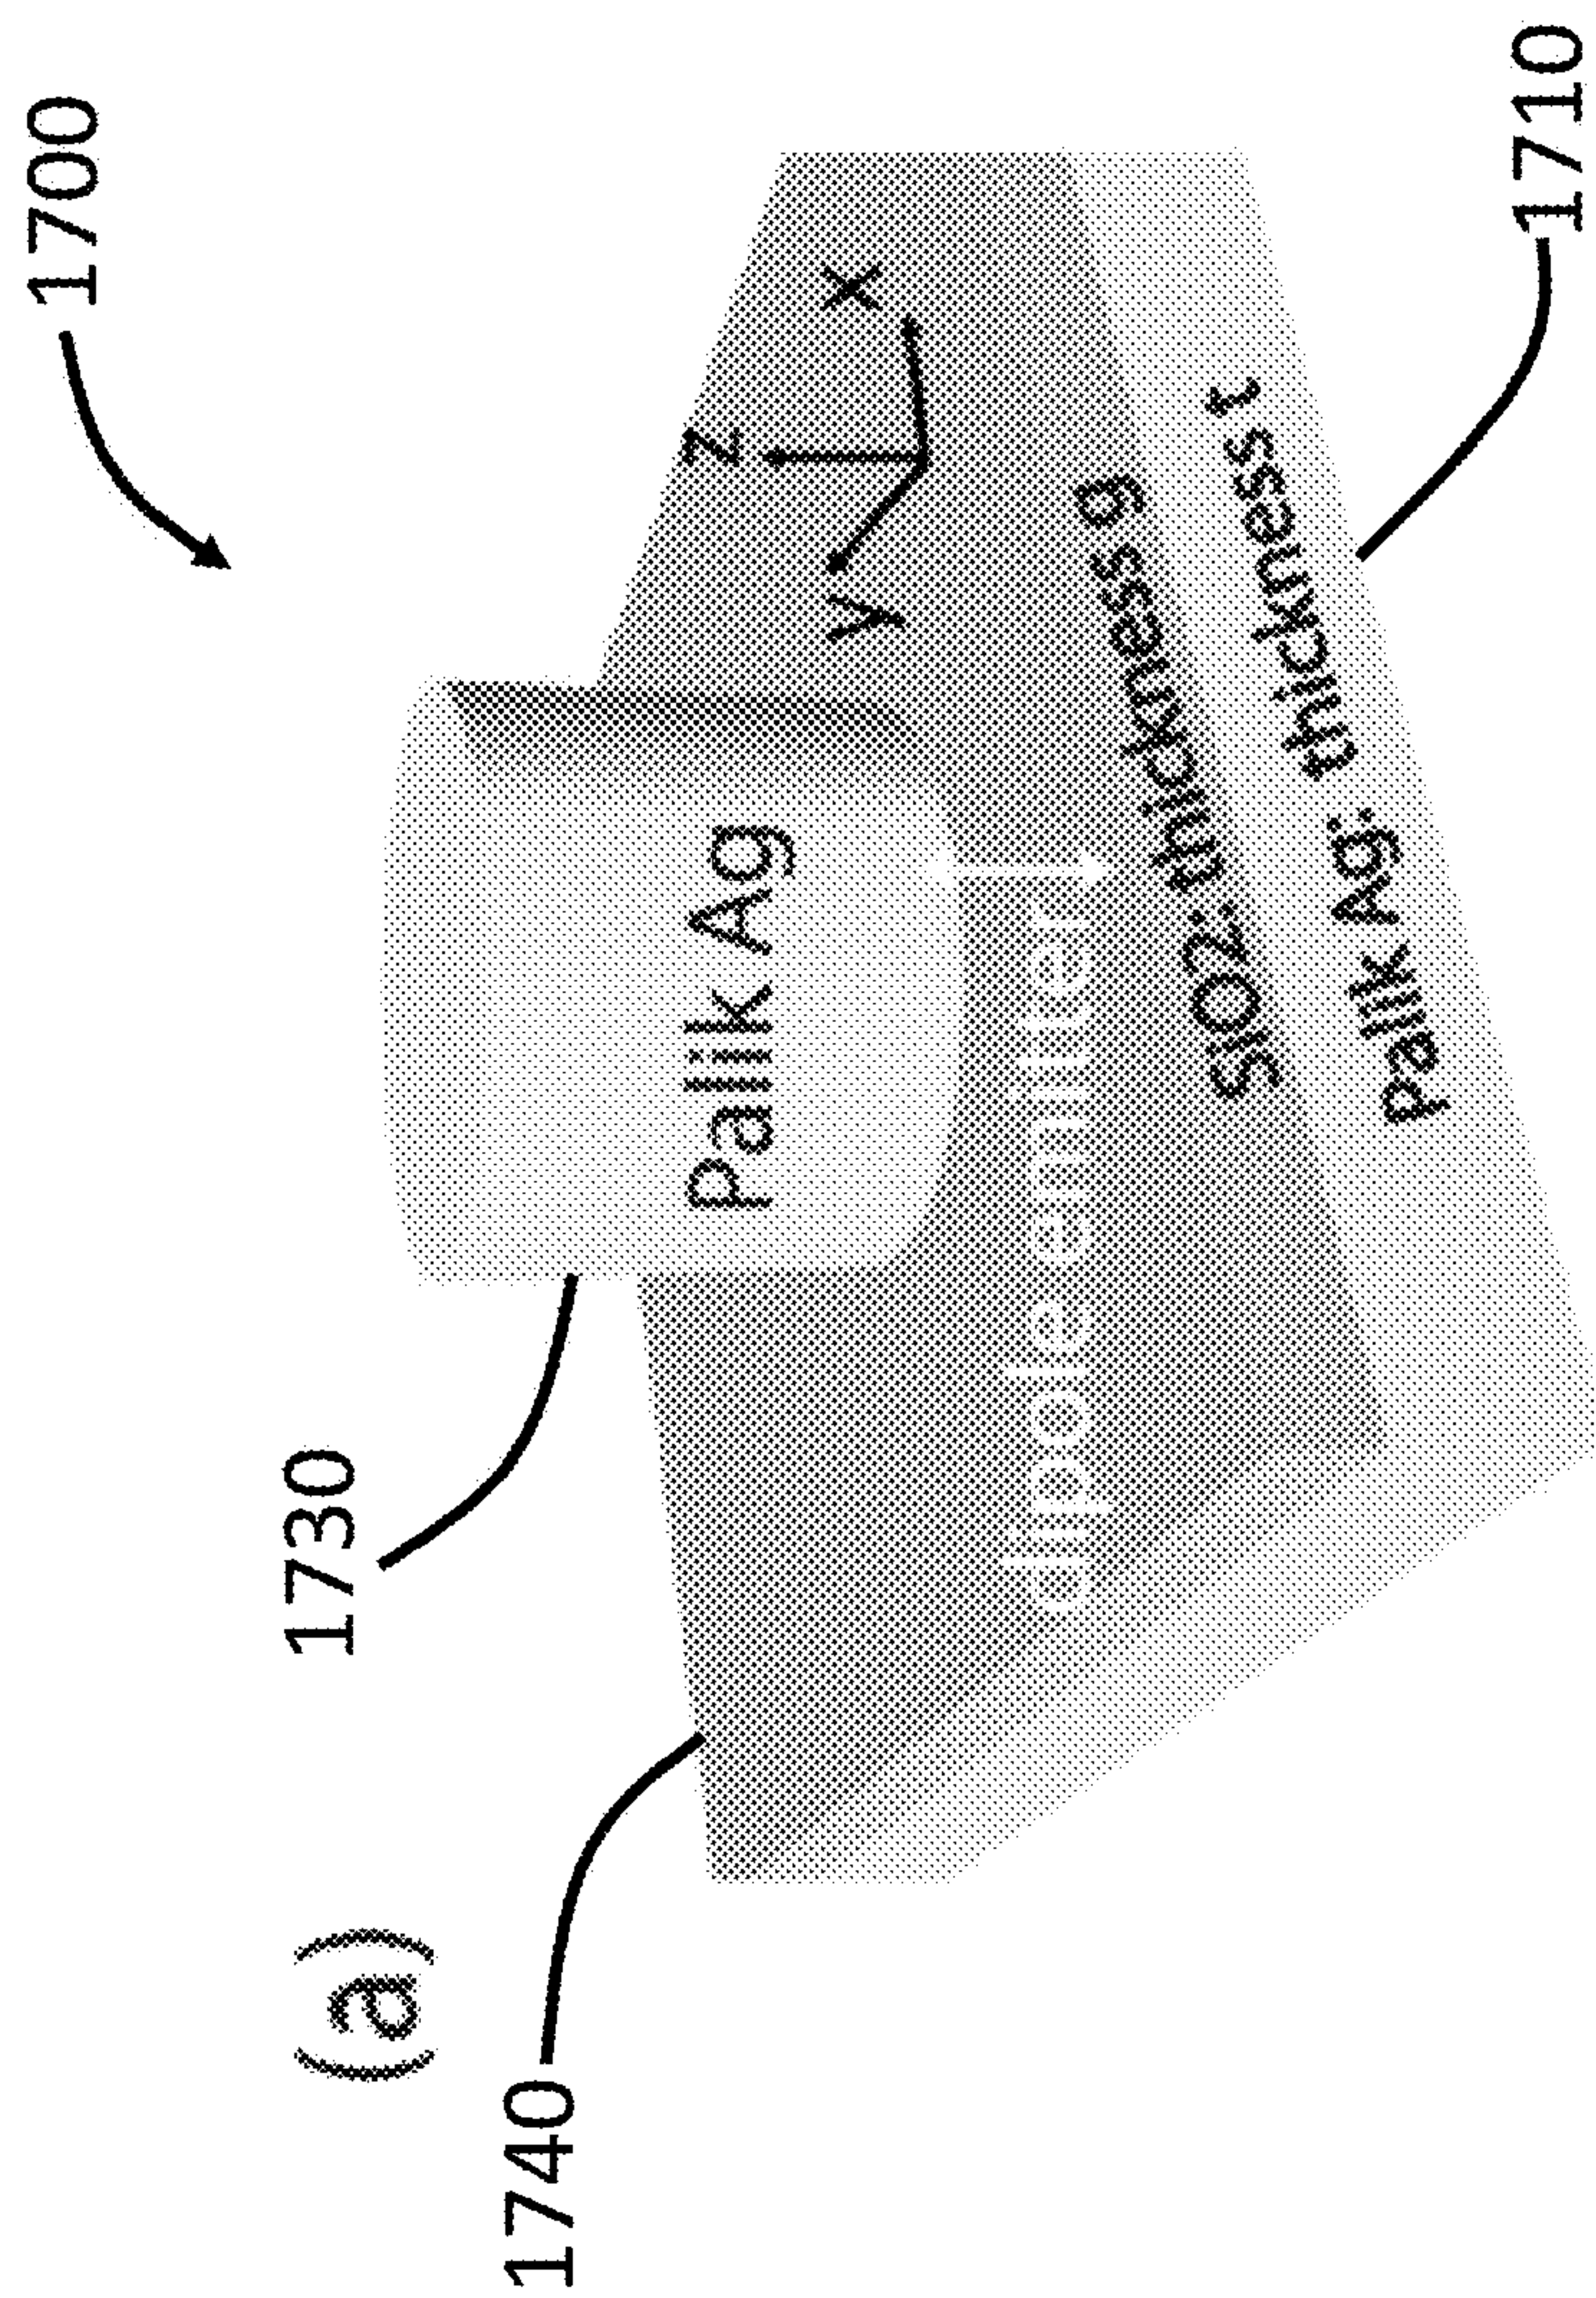 (a)
1700
1730
1740
Palik Ag
z
y
x
dipole emitter
SiO2: thickness g
Palik Ag: thickness t
1710